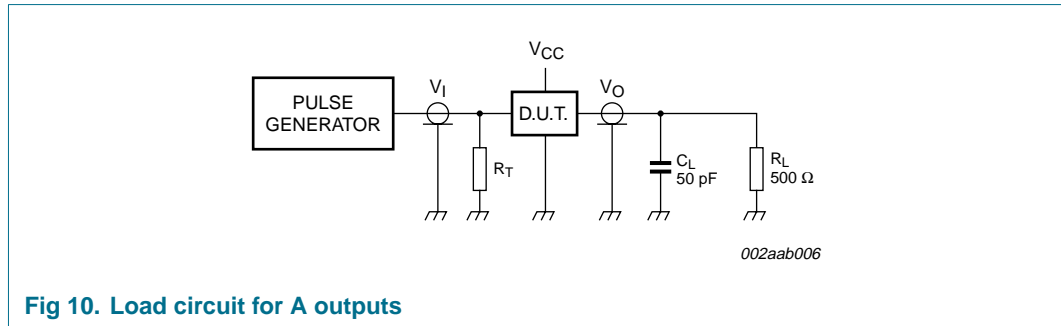 VCC
VI
VO
PULSE
GENERATOR
D.U.T.
RT
CL
50 pF
RL
500 Ω
002aab006
Fig 10. Load circuit for A outputs